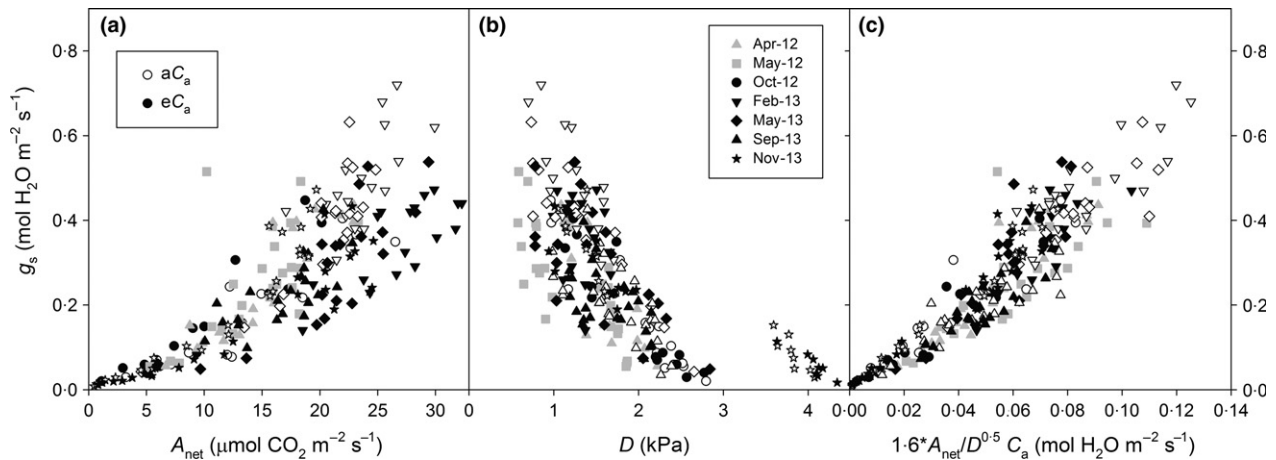 (a)
(b)
(c)
aCa
eCa
Apr-12
May-12
Oct-12
Feb-13
May-13
Sep-13
Nov-13
gs (mol H2O m−2 s−1)
0·8
0·6
0·4
0·2
0·0
0·8
0·6
0·4
0·2
0·0
0 5 10 15 20 25 30
1 2 3 4
0·00 0·02 0·04 0·06 0·08 0·10 0·12 0·14
Anet (μmol CO2 m−2 s−1)
D (kPa)
1·6*Anet/D0·5 Ca (mol H2O m−2 s−1)